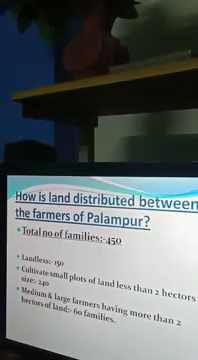 How is land distributed between
the farmers of Palampur?
Total no of families:-450
Landless:- 150
Cultivate small plots of land less than 2 hectors
size:-240
Medium & large farmers having more than 2
hectors of land:- 60 families.